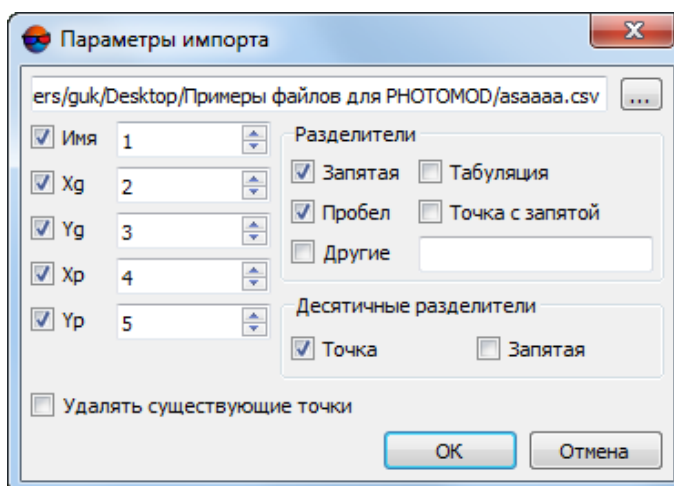 Параметры импорта
ers/guk/Desktop/Примеры файлов для PHOTOMOD/asaaaa.csv ...
Имя 1
Xg 2
Yg 3
Xp 4
Yp 5
Разделители
Запятая Табуляция
Пробел Точка с запятой
Другие
Десятичные разделители
Точка Запятая
Удалять существующие точки
OK Отмена